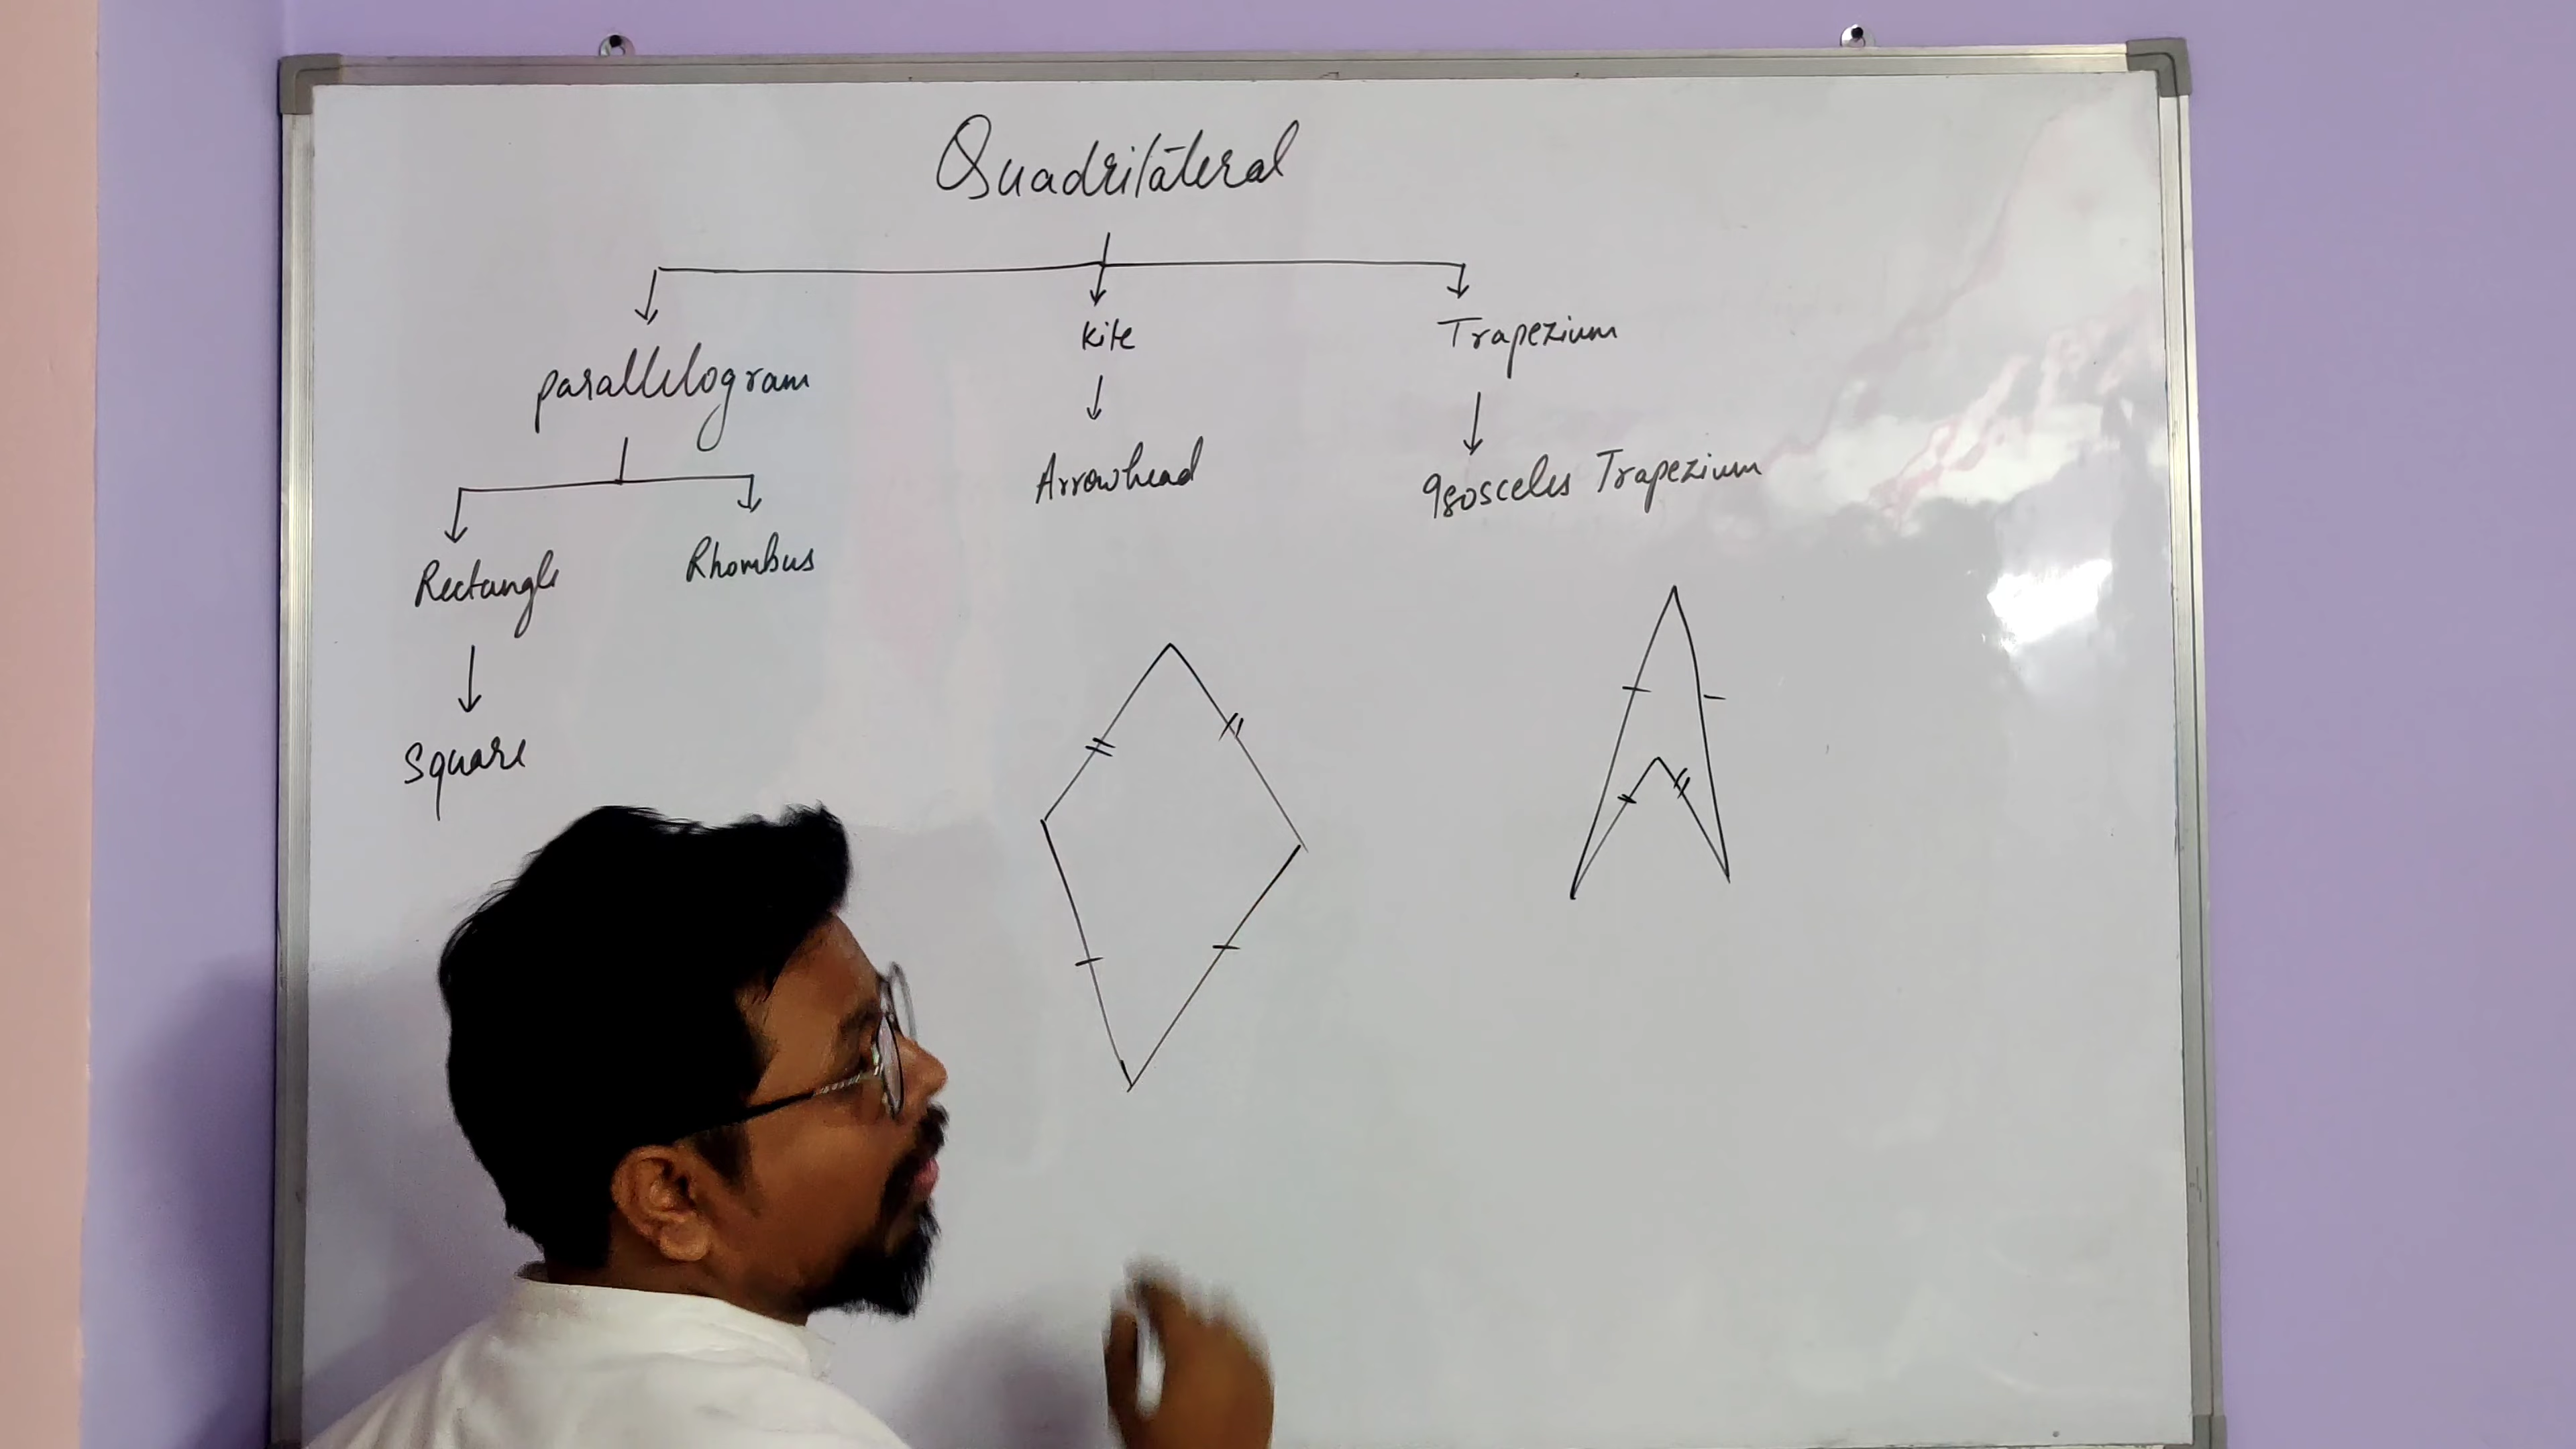 Quadrilateral
parallelogram
Kite
Trapezium
Rectangle
Rhombus
Arrowhead
Isosceles Trapezium
Square